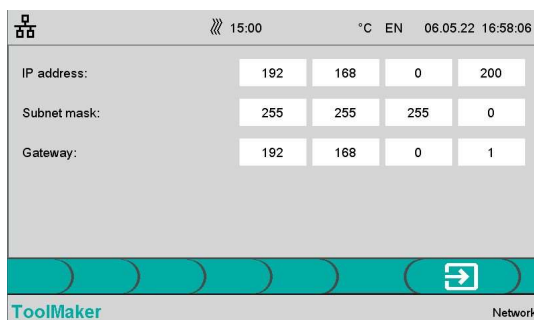 15:00 °C EN 06.05.22 16:58:06
IP address: 192 168 0 200
Subnet mask: 255 255 255 0
Gateway: 192 168 0 1
ToolMaker Network